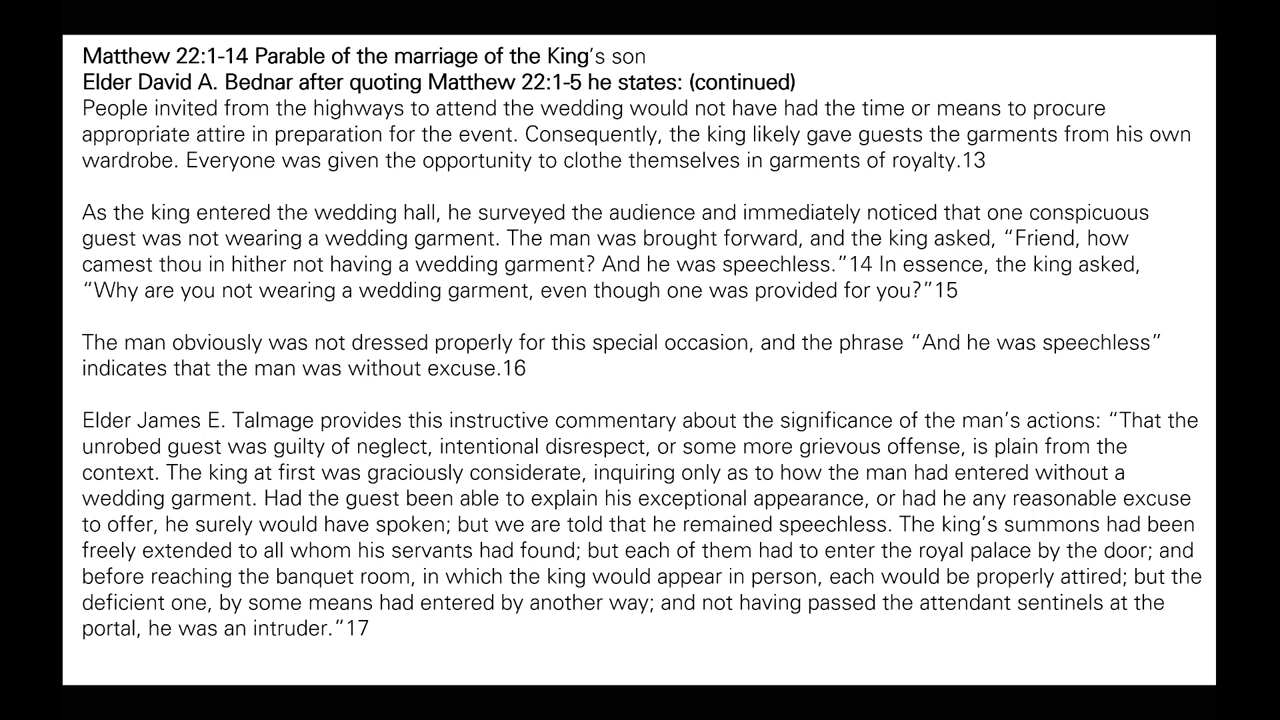 Matthew 22:1-14 Parable of the marriage of the King's son
Elder David A. Bednar after quoting Matthew 22:1-5 he states: (continued)
People invited from the highways to attend the wedding would not have had the time or means to procure
appropriate attire in preparation for the event. Consequently, the king likely gave guests the garments from his own
wardrobe. Everyone was given the opportunity to clothe themselves in garments of royalty.13
As the king entered the wedding hall, he surveyed the audience and immediately noticed that one conspicuous
guest was not wearing a wedding garment. The man was brought forward, and the king asked, “Friend, how
camest thou in hither not having a wedding garment? And he was speechless.”14 In essence, the king asked,
“Why are you not wearing a wedding garment, even though one was provided for you?”15
The man obviously was not dressed properly for this special occasion, and the phrase “And he was speechless”
indicates that the man was without excuse.16
Elder James E. Talmage provides this instructive commentary about the significance of the man’s actions: “That the
unrobed guest was guilty of neglect, intentional disrespect, or some more grievous offense, is plain from the
context. The king at first was graciously considerate, inquiring only as to how the man had entered without a
wedding garment. Had the guest been able to explain his exceptional appearance, or had he any reasonable excuse
to offer, he surely would have spoken; but we are told that he remained speechless. The king’s summons had been
freely extended to all whom his servants had found; but each of them had to enter the royal palace by the door; and
before reaching the banquet room, in which the king would appear in person, each would be properly attired; but the
deficient one, by some means had entered by another way; and not having passed the attendant sentinels at the
portal, he was an intruder.”17